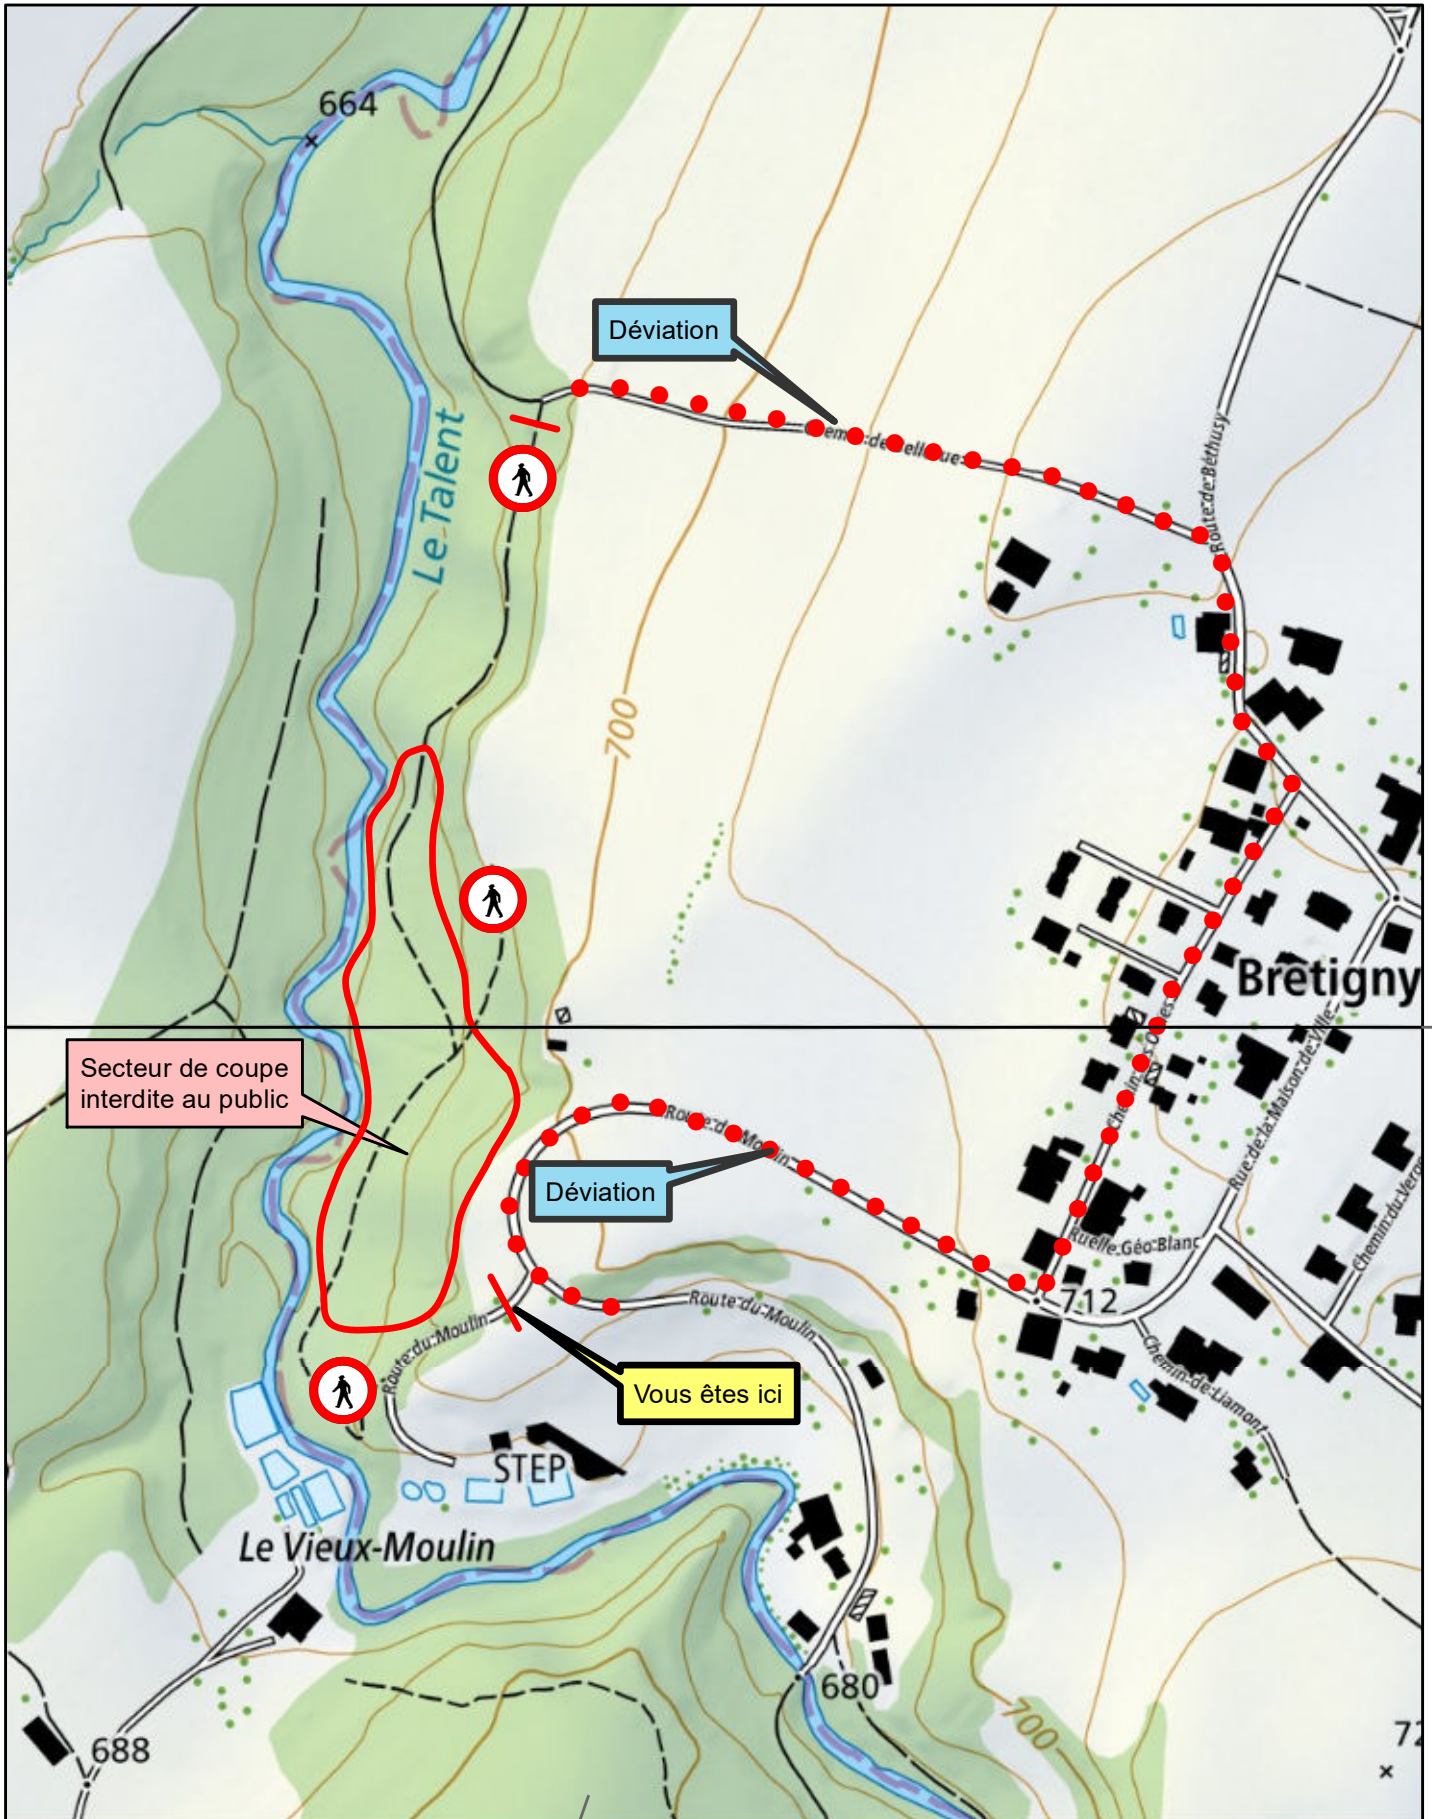 664
Déviation
Le Talent
Route de Béthusy
700
Bretigny
Secteur de coupe
interdite au public
Route du Moulin
Rue de la Maison de Ville
Déviation
Ruelle Géo Blanc
712
Route du Moulin
Route du Moulin
Vous êtes ici
Chemin de Liamont
STEP
Le Vieux-Moulin
680
700
688